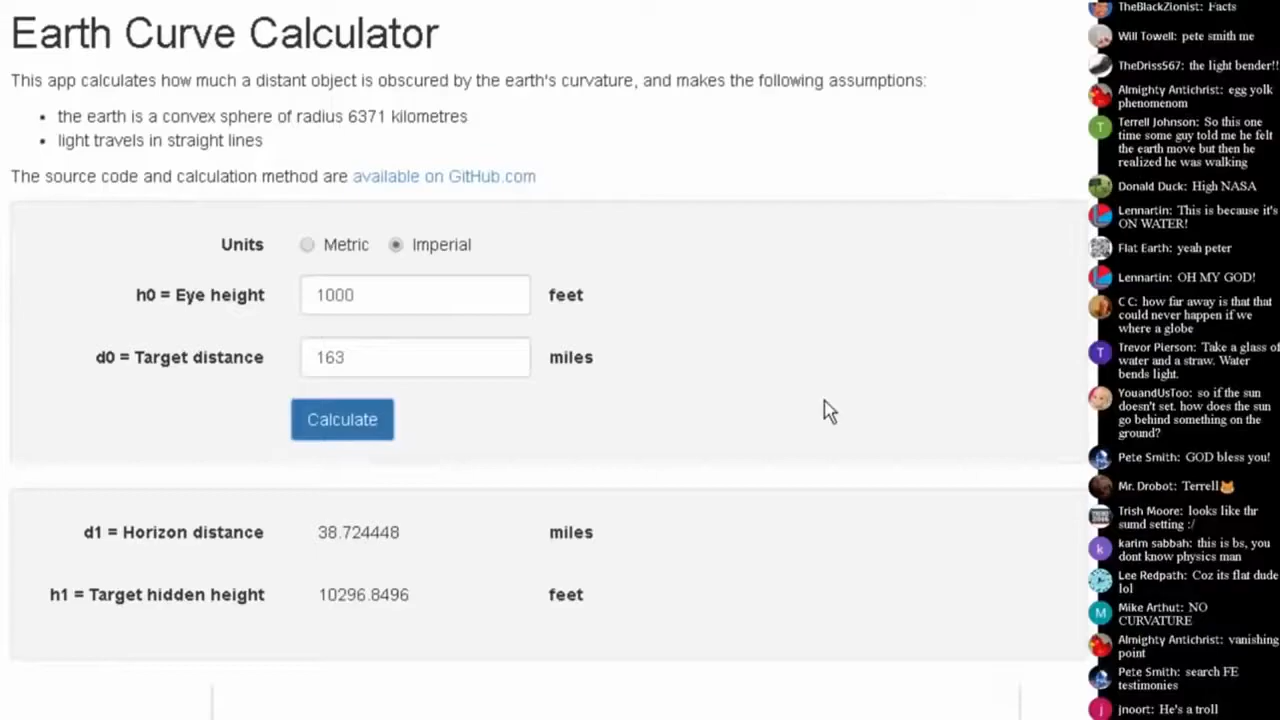 Earth Curve Calculator
This app calculates how much a distant object is obscured by the earth's curvature, and makes the following assumptions:
the earth is a convex sphere of radius 6371 kilometres
light travels in straight lines
The source code and calculation method are available on GitHub.com
Units Metric Imperial
h0 = Eye height 1000 feet
d0 = Target distance 163 miles
Calculate
d1 = Horizon distance 38.724448 miles
h1 = Target hidden height 10296.8496 feet
TheBlackZionist: Facts
Will Towell: pete smith me
TheDriss567: the light bender!!
Almighty Antichrist: egg yolk
phenomenom
T
Terrell Johnson: So this one
time some guy told me he felt
the earth move but then he
realized he was walking
Donald Duck: High NASA
Lennartin: This is because it's
ON WATER!
Flat Earth: yeah peter
Lennartin: OH MY GOD!
C C: how far away is that that
could never happen if we
where a globe
T
Trevor Pierson: Take a glass of
water and a straw. Water
bends light.
YouandUsToo: so if the sun
doesn't set. how does the sun
go behind something on the
ground?
Pete Smith: GOD bless you!
Mr. Drobot: Terrell
Trish Moore: looks like thr
sumd setting :/
k
karim sabbah: this is bs, you
dont know physics man
Lee Redpath: Coz its flat dude
lol
M
Mike Arthut: NO
CURVATURE
Almighty Antichrist: vanishing
point
Pete Smith: search FE
testimonies
j
jnoort: He's a troll